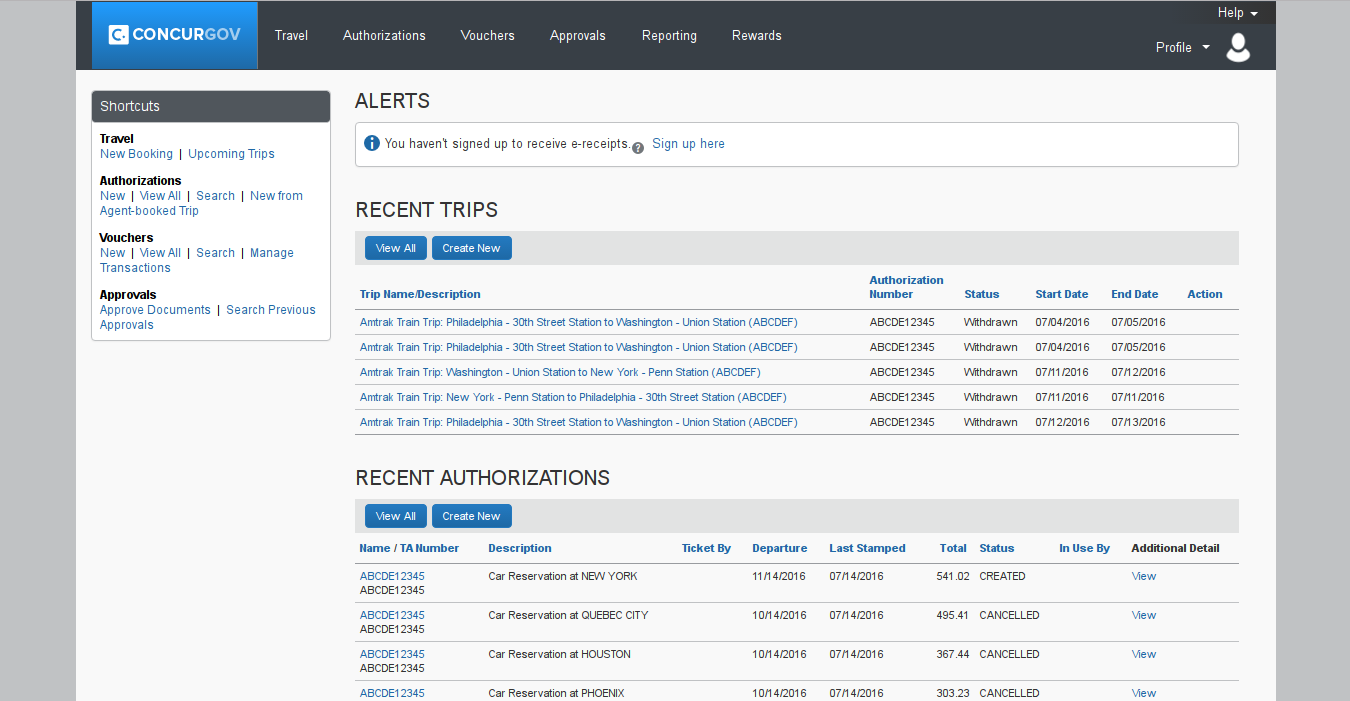 Help
CONCURGOV
Travel Authorizations Vouchers Approvals Reporting Rewards
Profile
Shortcuts
Travel
New Booking | Upcoming Trips
Authorizations
New | View All | Search | New from
Agent-booked Trip
Vouchers
New | View All | Search | Manage
Transactions
Approvals
Approve Documents | Search Previous
Approvals
ALERTS
You haven't signed up to receive e-receipts. ? Sign up here
RECENT TRIPS
View All Create New
Trip Name/Description Authorization Number Status Start Date End Date Action
Amtrak Train Trip: Philadelphia - 30th Street Station to Washington - Union Station (ABCDEF) ABCDE12345 Withdrawn 07/04/2016 07/05/2016
Amtrak Train Trip: Philadelphia - 30th Street Station to Washington - Union Station (ABCDEF) ABCDE12345 Withdrawn 07/04/2016 07/05/2016
Amtrak Train Trip: Washington - Union Station to New York - Penn Station (ABCDEF) ABCDE12345 Withdrawn 07/11/2016 07/12/2016
Amtrak Train Trip: New York - Penn Station to Philadelphia - 30th Street Station (ABCDEF) ABCDE12345 Withdrawn 07/11/2016 07/11/2016
Amtrak Train Trip: Philadelphia - 30th Street Station to Washington - Union Station (ABCDEF) ABCDE12345 Withdrawn 07/12/2016 07/13/2016
RECENT AUTHORIZATIONS
View All Create New
Name / TA Number Description Ticket By Departure Last Stamped Total Status In Use By Additional Detail
ABCDE12345 Car Reservation at NEW YORK 11/14/2016 07/14/2016 541.02 CREATED View
ABCDE12345
ABCDE12345 Car Reservation at QUEBEC CITY 10/14/2016 07/14/2016 495.41 CANCELLED View
ABCDE12345
ABCDE12345 Car Reservation at HOUSTON 10/14/2016 07/14/2016 367.44 CANCELLED View
ABCDE12345
ABCDE12345 Car Reservation at PHOENIX 10/14/2016 07/14/2016 303.23 CANCELLED View